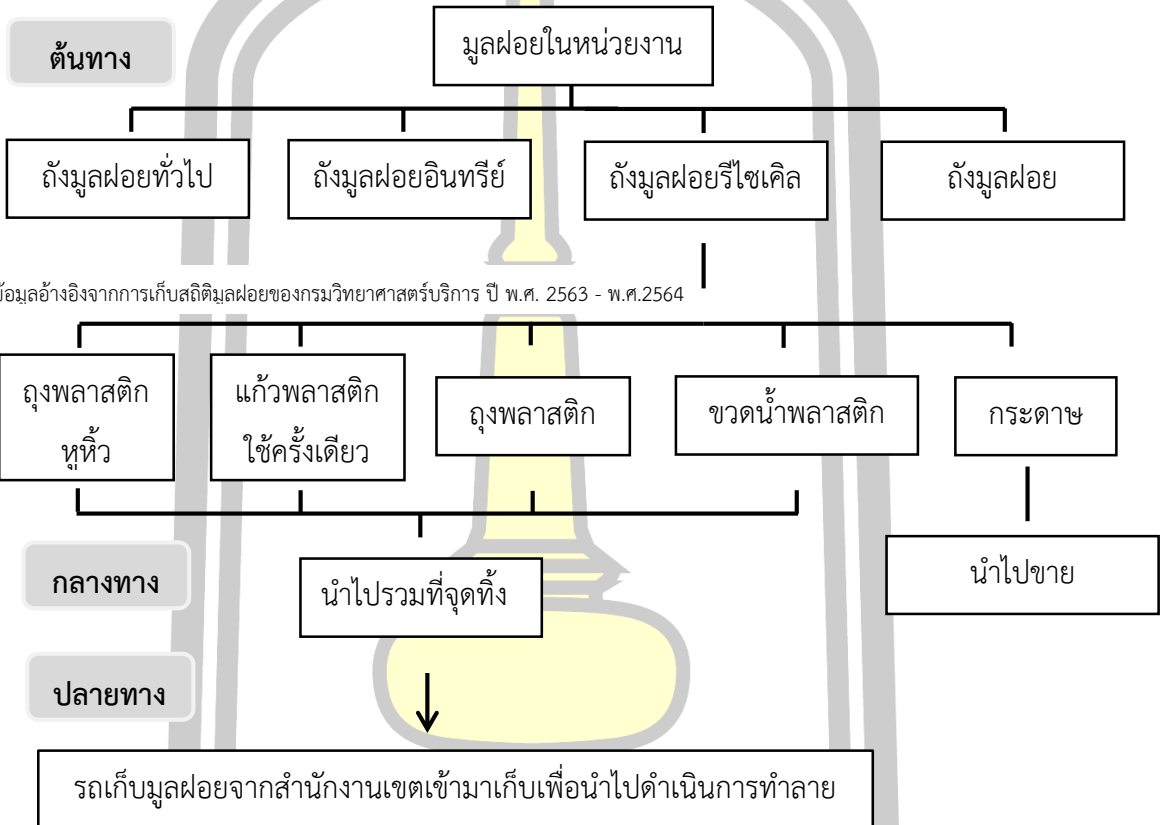 ต้นทาง
มูลฝอยในหน่วยงาน
ถังมูลฝอยทั่วไป
ถังมูลฝอยอินทรีย์
ถังมูลฝอยรีไซเคิล
ถังมูลฝอย
ข้อมูลอ้างอิงจากการเก็บสถิติมูลฝอยของกรมวิทยาศาสตร์บริการ ปี พ.ศ. 2563 - พ.ศ.2564
ถุงพลาสติก
หูหิ้ว
แก้วพลาสติก
ใช้ครั้งเดียว
ถุงพลาสติก
ขวดน้ำพลาสติก
กระดาษ
กลางทาง
นำไปรวมที่จุดทิ้ง
นำไปขาย
ปลายทาง
รถเก็บมูลฝอยจากสำนักงานเขตเข้ามาเก็บเพื่อนำไปดำเนินการทำลาย